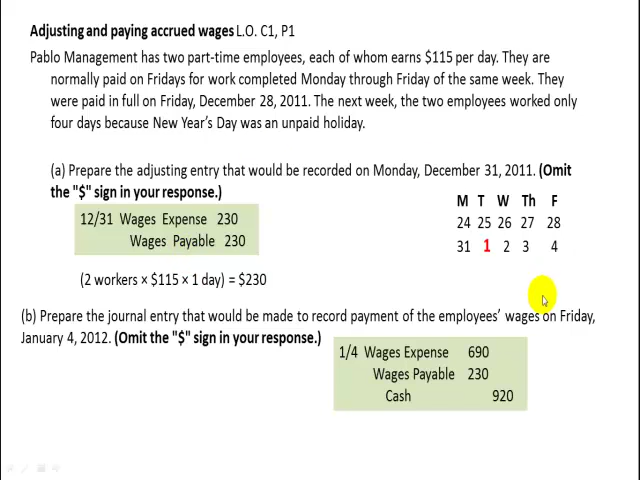 Adjusting and paying accrued wages L.O. C1, P1
Pablo Management has two part-time employees, each of whom earns $115 per day. They are
normally paid on Fridays for work completed Monday through Friday of the same week. They
were paid in full on Friday, December 28, 2011. The next week, the two employees worked only
four days because New Year's Day was an unpaid holiday.
(a) Prepare the adjusting entry that would be recorded on Monday, December 31, 2011. (Omit
the "$" sign in your response.)
12/31 Wages Expense 230
Wages Payable 230
M T W Th F
24 25 26 27 28
31 1 2 3 4
(2 workers × $115 × 1 day) = $230
(b) Prepare the journal entry that would be made to record payment of the employees' wages on Friday,
January 4, 2012. (Omit the "$" sign in your response.)
1/4 Wages Expense 690
Wages Payable 230
Cash 920